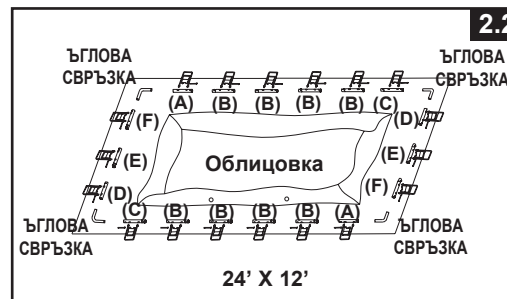 2.2
ЪГЛОВА СВРЪЗКА
ЪГЛОВА СВРЪЗКА
(A) (B) (B) (B) (B) (C)
(F) (D)
(E) Облицовка (E)
(D) (F)
(C) (B) (B) (B) (B) (A)
ЪГЛОВА СВРЪЗКА
ЪГЛОВА СВРЪЗКА
24’ X 12’